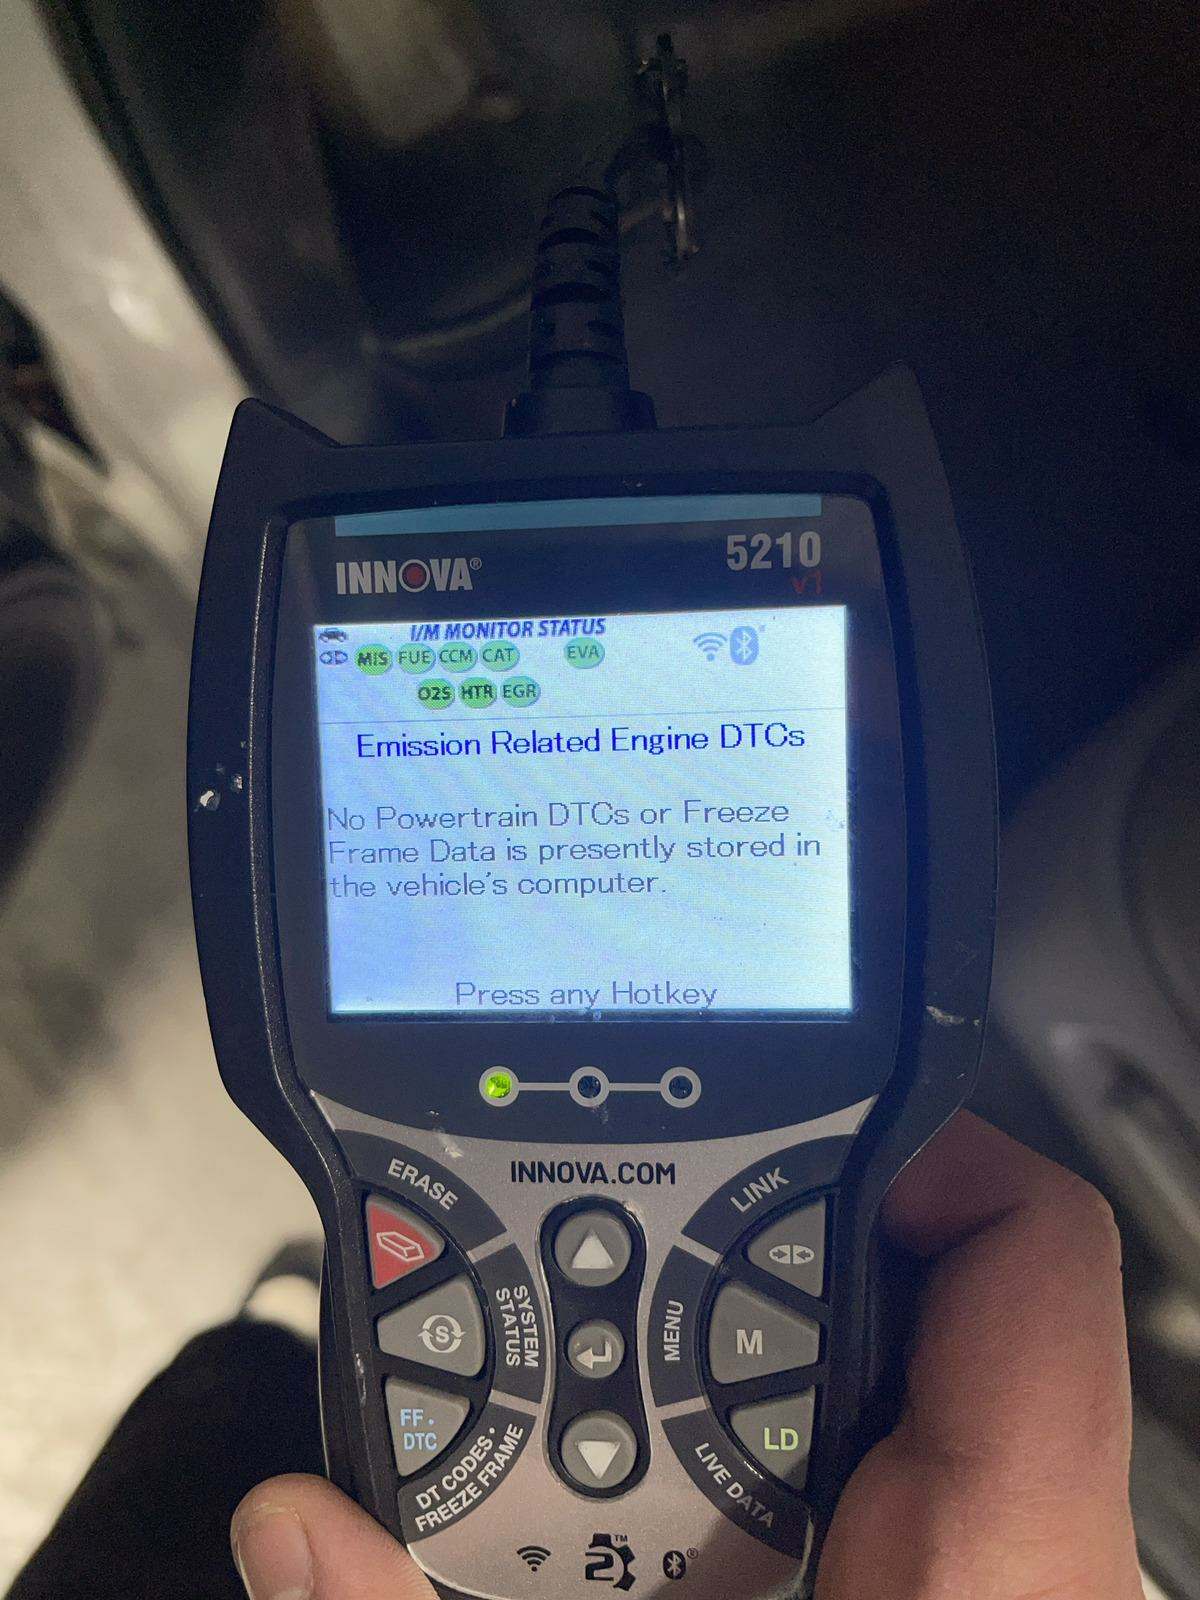 INNOVA®
5210
v1
I/M MONITOR STATUS
MIS FUE CCM CAT EVA
O2S HTR EGR
Emission Related Engine DTCs
No Powertrain DTCs or Freeze
Frame Data is presently stored in
the vehicle's computer.
Press any Hotkey
INNOVA.COM
ERASE
LINK
S
SYSTEM
STATUS
MENU
M
FF.
DTC
DT CODES •
FREEZE FRAME
LD
LIVE DATA
2™
®